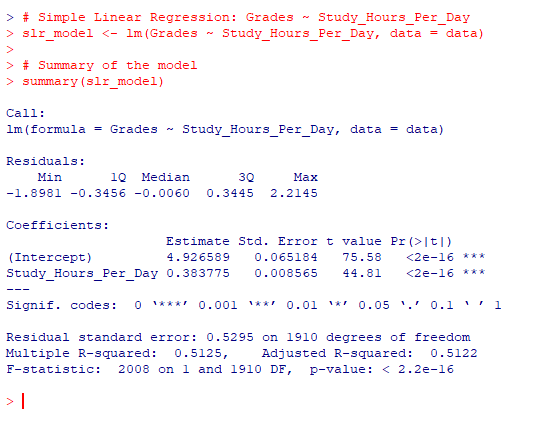 > # Simple Linear Regression: Grades ~ Study_Hours_Per_Day
> slr_model <- lm(Grades ~ Study_Hours_Per_Day, data = data)
>
> # Summary of the model
> summary(slr_model)

Call:
lm(formula = Grades ~ Study_Hours_Per_Day, data = data)

Residuals:
    Min      1Q  Median      3Q     Max
-1.8981 -0.3456 -0.0060  0.3445  2.2145

Coefficients:
                    Estimate Std. Error t value Pr(>|t|)
(Intercept)         4.926589   0.065184   75.58   <2e-16 ***
Study_Hours_Per_Day 0.383775   0.008565   44.81   <2e-16 ***
---
Signif. codes:  0 ‘***’ 0.001 ‘**’ 0.01 ‘*’ 0.05 ‘.’ 0.1 ‘ ’ 1

Residual standard error: 0.5295 on 1910 degrees of freedom
Multiple R-squared:  0.5125,    Adjusted R-squared:  0.5122
F-statistic:  2008 on 1 and 1910 DF,  p-value: < 2.2e-16

>